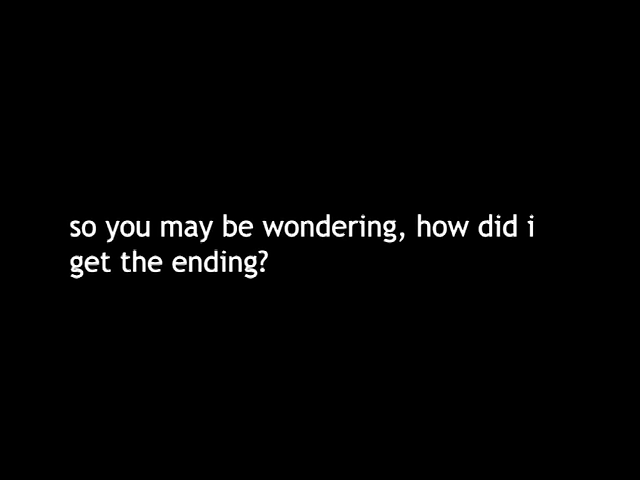 so you may be wondering, how did i
get the ending?